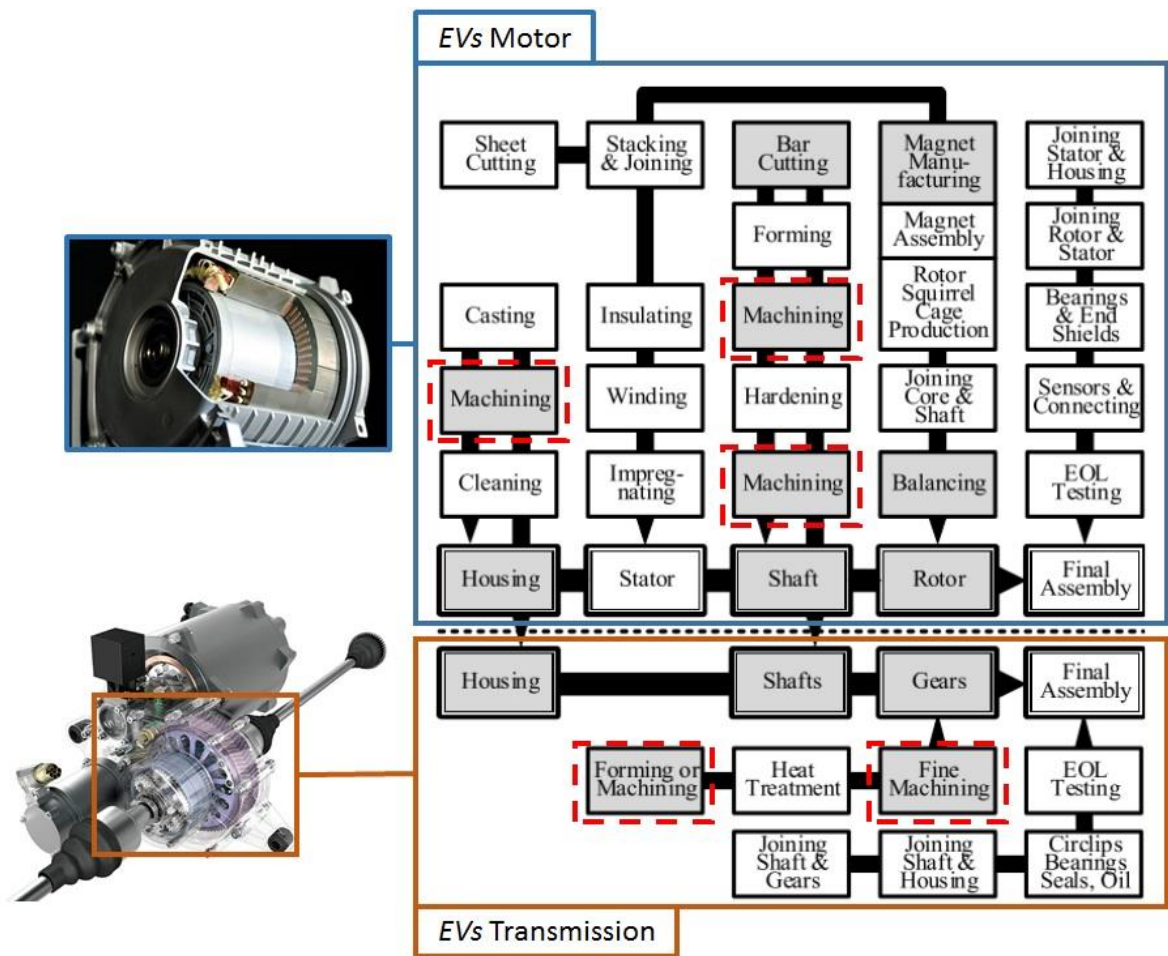 EVs Motor
Sheet
Cutting
Stacking
& Joining
Bar
Cutting
Magnet
Manu-
facturing
Joining
Stator &
Housing
Forming
Magnet
Assembly
Joining
Rotor &
Stator
Casting
Insulating
Machining
Rotor
Squirrel
Cage
Production
Bearings
& End
Shields
Machining
Winding
Hardening
Joining
Core &
Shaft
Sensors &
Connecting
Cleaning
Impreg-
nating
Machining
Balancing
EOL
Testing
Housing
Stator
Shaft
Rotor
Final
Assembly
Housing
Shafts
Gears
Final
Assembly
Forming or
Machining
Heat
Treatment
Fine
Machining
EOL
Testing
Joining
Shaft &
Gears
Joining
Shaft &
Housing
Circlips
Bearings
Seals, Oil
EVs Transmission